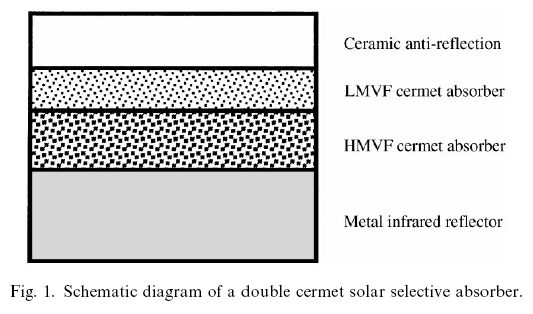 Ceramic anti-reflection
LMVF cermet absorber
HMVF cermet absorber
Metal infrared reflector
Fig. 1. Schematic diagram of a double cermet solar selective absorber.